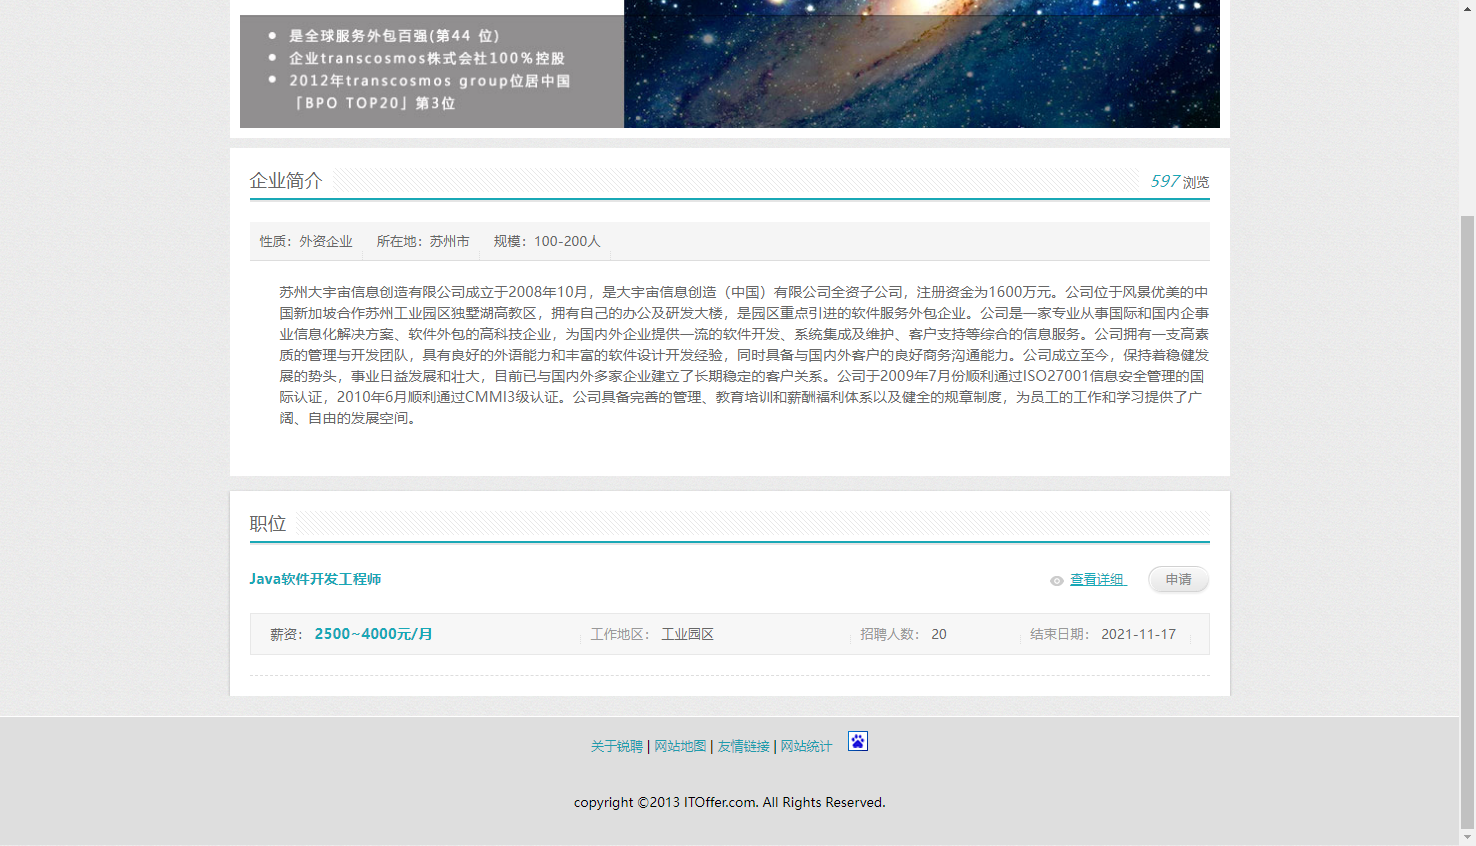 是全球服务外包百强(第44 位)
企业transcosmos株式会社100%控股
2012年transcosmos group位居中国
「BPO TOP20」第3位
企业简介
597 浏览
性质：外资企业 所在地：苏州市 规模：100-200人
苏州大宇宙信息创造有限公司成立于2008年10月，是大宇宙信息创造（中国）有限公司全资子公司，注册资金为1600万元。公司位于风景优美的中
国新加坡合作苏州工业园区独墅湖高教区，拥有自己的办公及研发大楼，是园区重点引进的软件服务外包企业。公司是一家专业从事国际和国内企事
业信息化解决方案、软件外包的高科技企业，为国内外企业提供一流的软件开发、系统集成及维护、客户支持等综合的信息服务。公司拥有一支高素
质的管理与开发团队，具有良好的外语能力和丰富的软件设计开发经验，同时具备与国内外客户的良好商务沟通能力。公司成立至今，保持着稳健发
展的势头，事业日益发展和壮大，目前已与国内外多家企业建立了长期稳定的客户关系。公司于2009年7月份顺利通过ISO27001信息安全管理的国
际认证，2010年6月顺利通过CMMI3级认证。公司具备完善的管理、教育培训和薪酬福利体系以及健全的规章制度，为员工的工作和学习提供了广
阔、自由的发展空间。
职位
Java软件开发工程师
查看详细 申请
薪资： 2500~4000元/月 工作地区： 工业园区 招聘人数： 20 结束日期： 2021-11-17
关于锐聘 | 网站地图 | 友情链接 | 网站统计
copyright ©2013 ITOffer.com. All Rights Reserved.